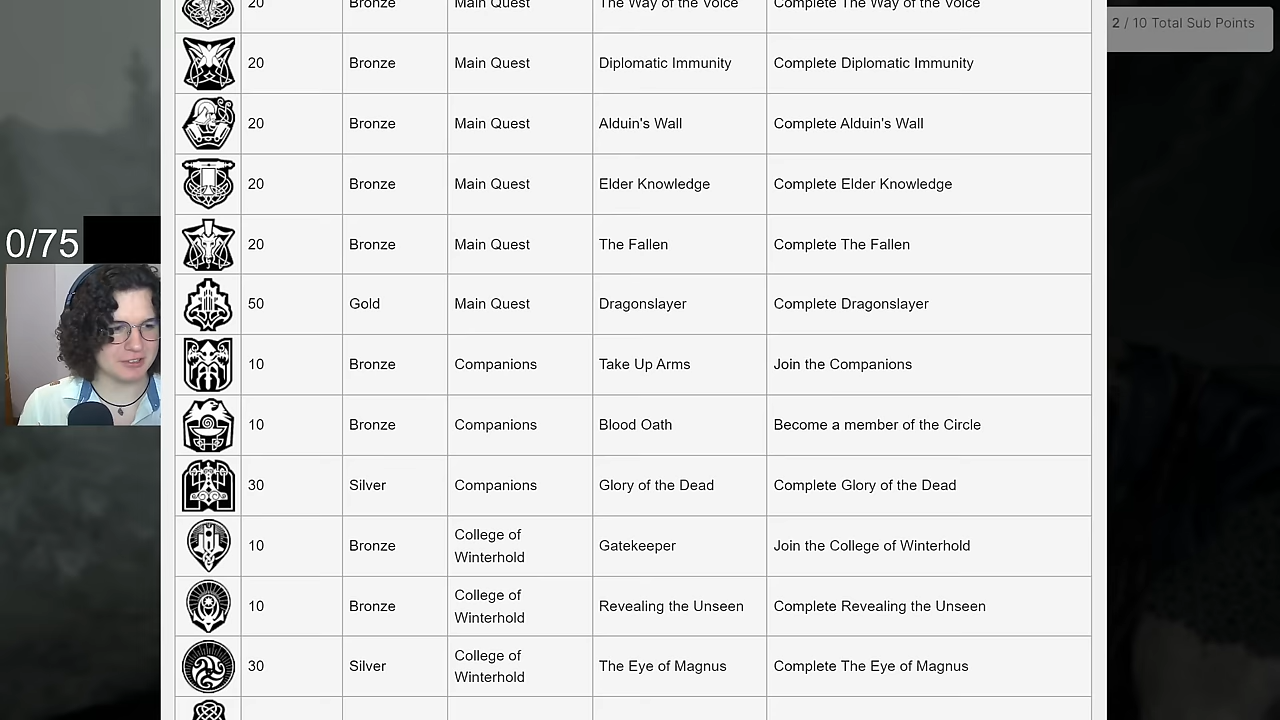 20 Bronze Main Quest The Way of the Voice Complete The Way of the Voice
2 / 10 Total Sub Points
20 Bronze Main Quest Diplomatic Immunity Complete Diplomatic Immunity
20 Bronze Main Quest Alduin's Wall Complete Alduin's Wall
20 Bronze Main Quest Elder Knowledge Complete Elder Knowledge
0/75
20 Bronze Main Quest The Fallen Complete The Fallen
50 Gold Main Quest Dragonslayer Complete Dragonslayer
10 Bronze Companions Take Up Arms Join the Companions
10 Bronze Companions Blood Oath Become a member of the Circle
30 Silver Companions Glory of the Dead Complete Glory of the Dead
10 Bronze College of
Winterhold Gatekeeper Join the College of Winterhold
10 Bronze College of
Winterhold Revealing the Unseen Complete Revealing the Unseen
30 Silver College of
Winterhold The Eye of Magnus Complete The Eye of Magnus